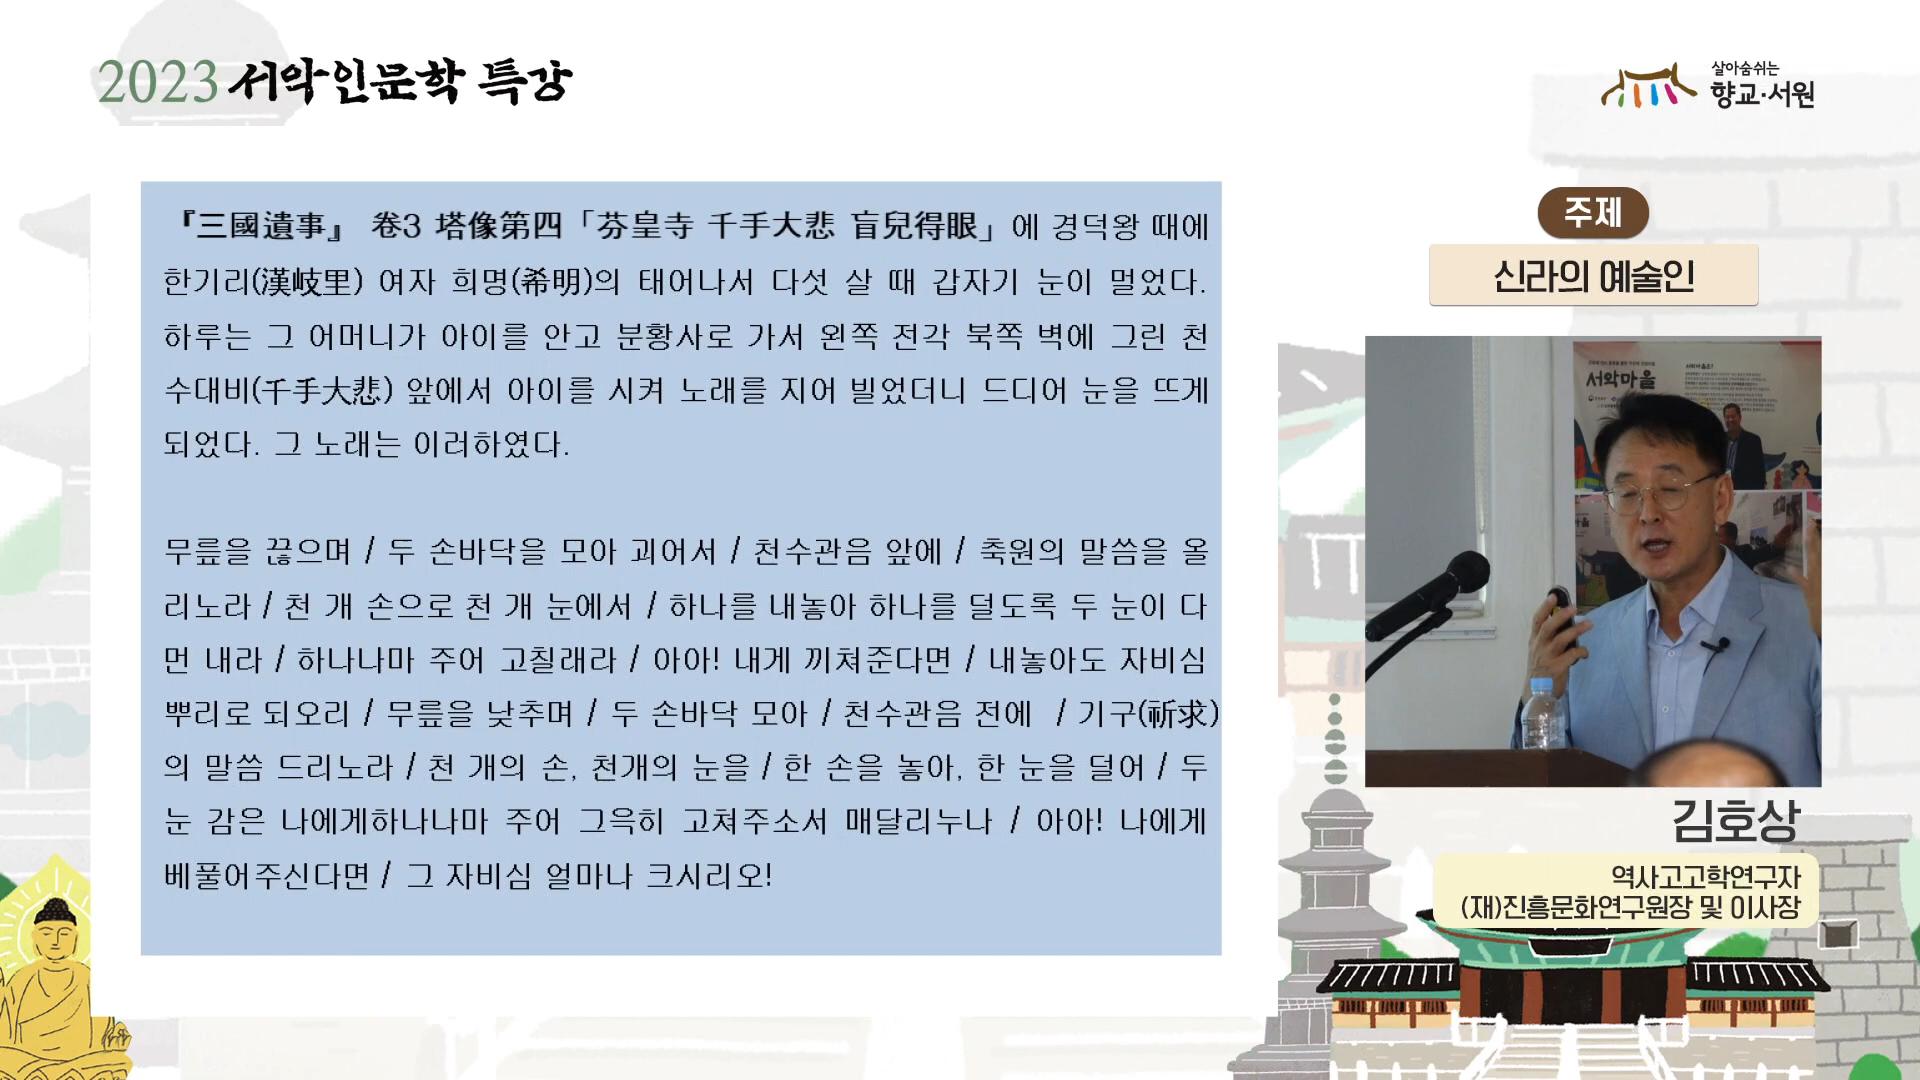 2023 서악인문학 특강
살아숨쉬는
향교·서원
『三國遺事』 卷3 塔像第四「芬皇寺 千手大悲 盲兒得眼」에 경덕왕 때에
한기리(漢岐里) 여자 희명(希明)의 태어나서 다섯 살 때 갑자기 눈이 멀었다.
하루는 그 어머니가 아이를 안고 분황사로 가서 왼쪽 전각 북쪽 벽에 그린 천
수대비(千手大悲) 앞에서 아이를 시켜 노래를 지어 빌었더니 드디어 눈을 뜨게
되었다. 그 노래는 이러하였다.
무릎을 끊으며 / 두 손바닥을 모아 괴어서 / 천수관음 앞에 / 축원의 말씀을 올
리노라 / 천 개 손으로 천 개 눈에서 / 하나를 내놓아 하나를 덜도록 두 눈이 다
먼 내라 / 하나나마 주어 고칠래라 / 아아! 내게 끼쳐준다면 / 내놓아도 자비심
뿌리로 되오리 / 무릎을 낮추며 / 두 손바닥 모아 / 천수관음 전에 / 기구(祈求)
의 말씀 드리노라 / 천 개의 손, 천개의 눈을 / 한 손을 놓아, 한 눈을 덜어 / 두
눈 감은 나에게하나나마 주어 그윽히 고쳐주소서 매달리누나 / 아아! 나에게
베풀어주신다면 / 그 자비심 얼마나 크시리오!
주제
신라의 예술인
서악마을
김호상
역사고고학연구자
(재)진흥문화연구원장 및 이사장